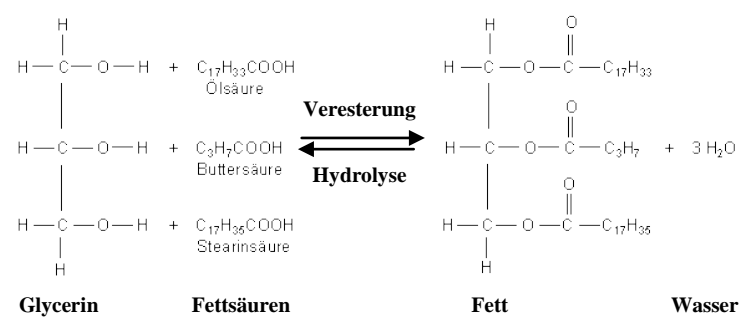 H H O
H—C—O—H + C17H33COOH H—C—O—C—C17H33
Ölsäure
Veresterung O
H—C—O—H + C3H7COOH H—C—O—C—C3H7 + 3 H2O
Buttersäure
Hydrolyse O
H—C—O—H + C17H35COOH H—C—O—C—C17H35
Stearinsäure
H H
Glycerin Fettsäuren Fett Wasser